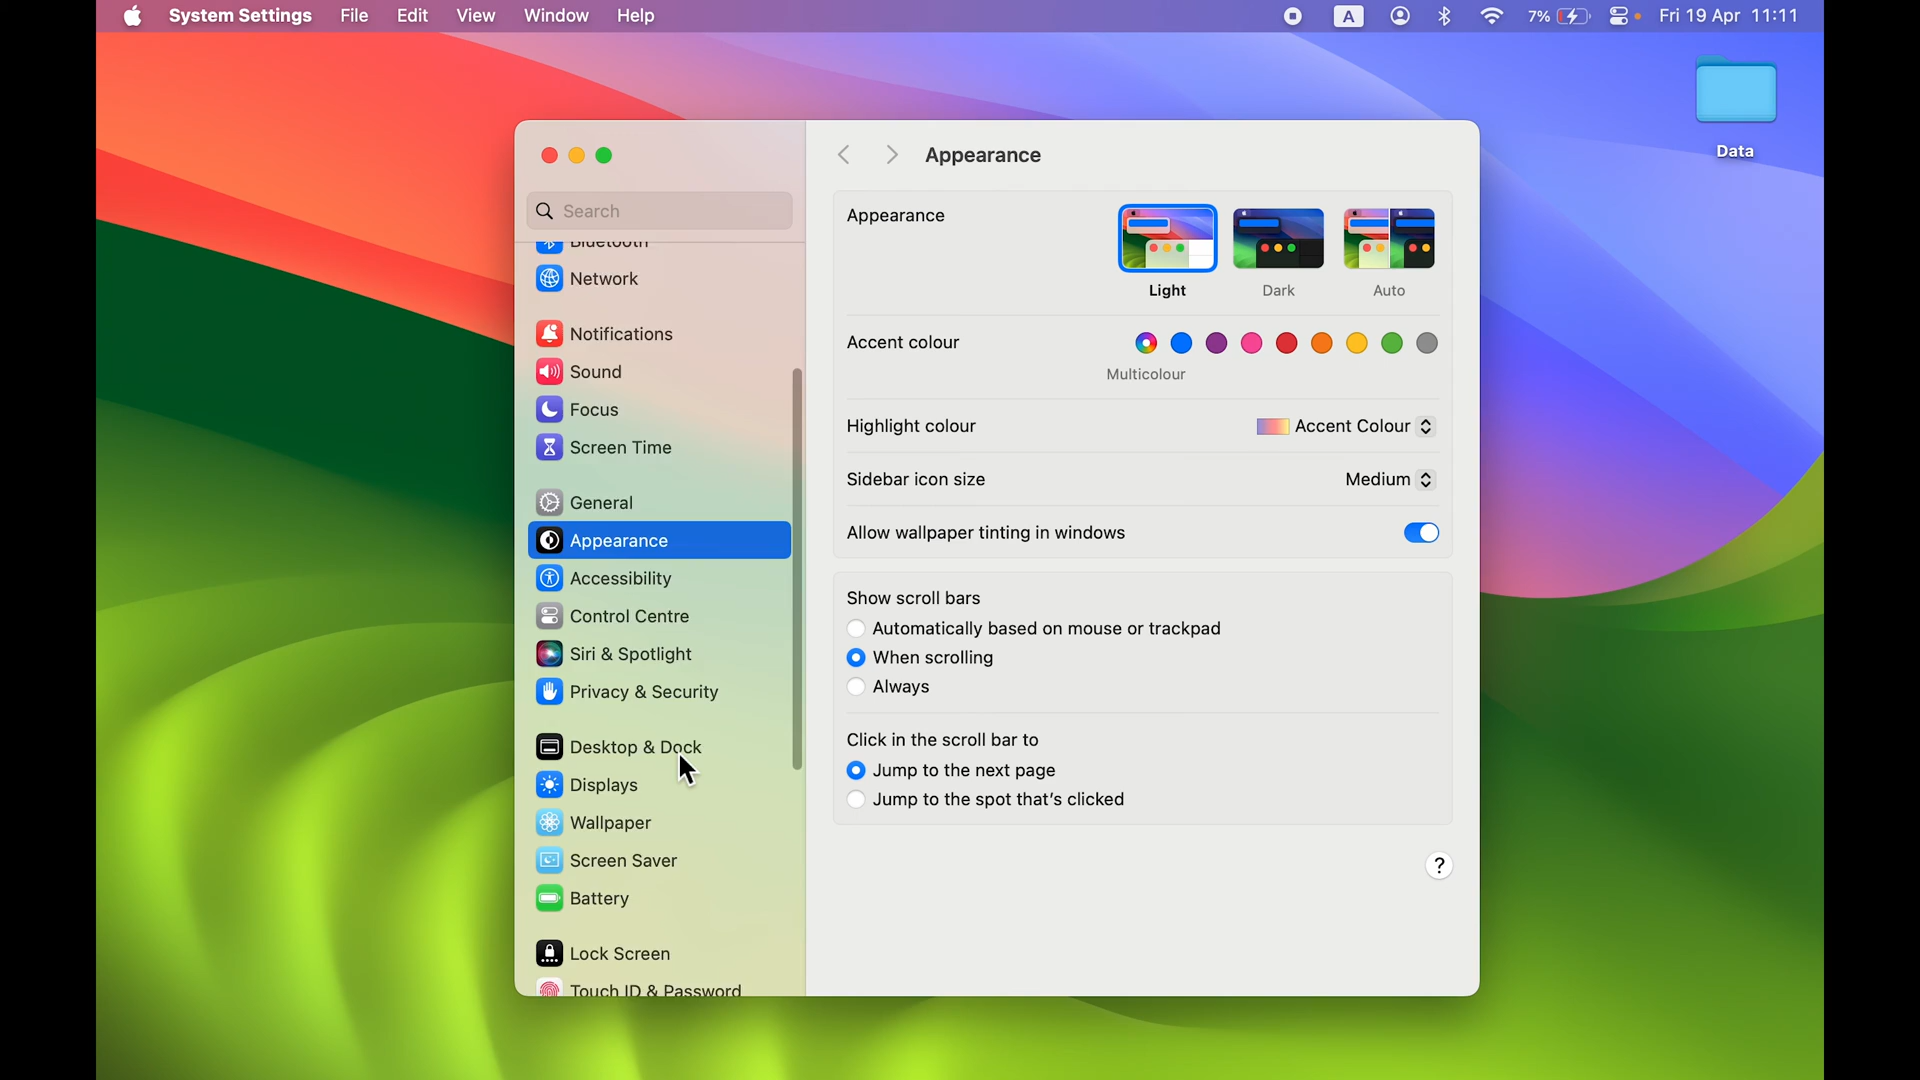 System Settings File Edit View Window Help A 7% Fri 19 Apr 11:11
Data
Search
Bluetooth
Network
Notifications
Sound
Focus
Screen Time
General
Appearance
Accessibility
Control Centre
Siri & Spotlight
Privacy & Security
Desktop & Dock
Displays
Wallpaper
Screen Saver
Battery
Lock Screen
Touch ID & Password
Appearance
Appearance
Light Dark Auto
Accent colour
Multicolour
Highlight colour Accent Colour
Sidebar icon size Medium
Allow wallpaper tinting in windows
Show scroll bars
Automatically based on mouse or trackpad
When scrolling
Always
Click in the scroll bar to
Jump to the next page
Jump to the spot that's clicked
?